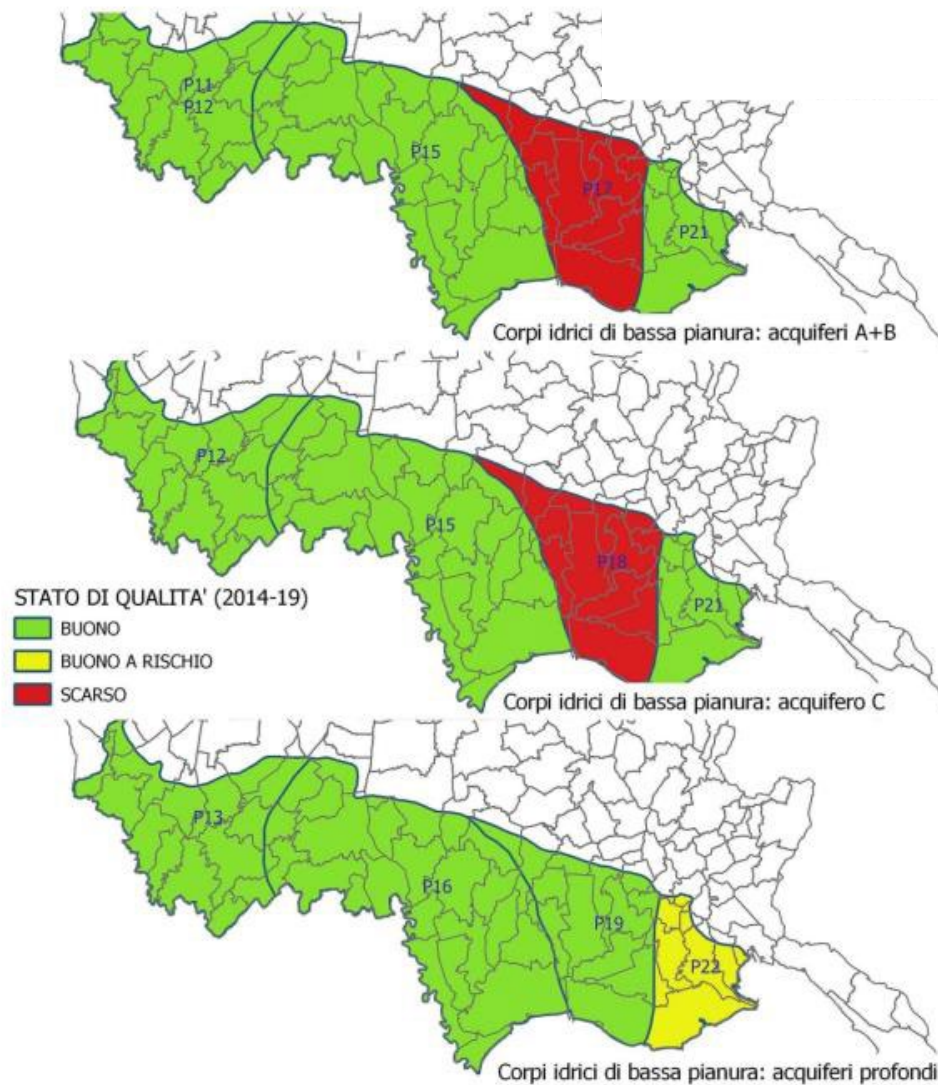 P11
P12
P15
P17
P21
Corpi idrici di bassa pianura: acquiferi A+B
P12
P15
P18
P21
STATO DI QUALITA' (2014-19)
BUONO
BUONO A RISCHIO
SCARSO
Corpi idrici di bassa pianura: acquifero C
P13
P16
P19
P22
Corpi idrici di bassa pianura: acquiferi profondi